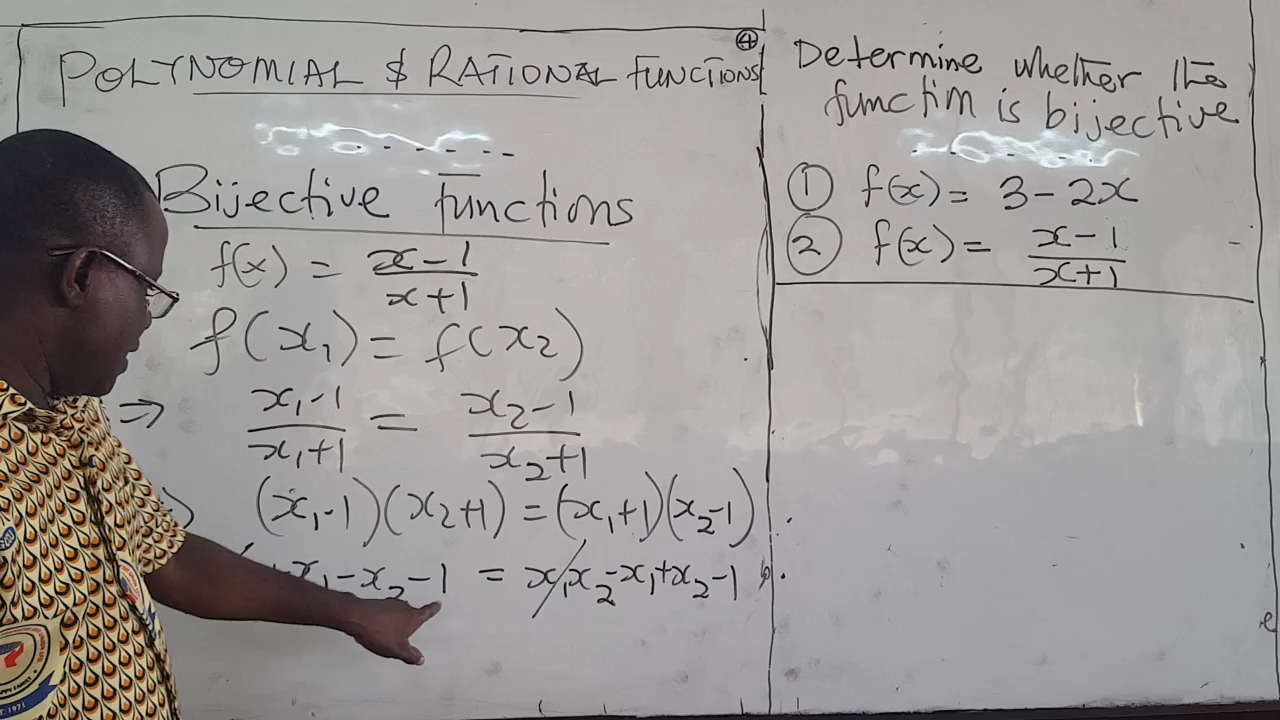 ④
POLYNOMIAL & RATIONAL FUNCTIONS
Bijective functions
f(x) = x-1/x+1
f(x₁) = f(x₂)
⇒ x₁-1/x₁+1 = x₂-1/x₂+1
(x₁-1)(x₂+1) = (x₁+1)(x₂-1)
x₁-x₂-1 = x₁x₂-x₁+x₂-1
Determine whether the
function is bijective
① f(x) = 3-2x
② f(x) = x-1/x+1
1971